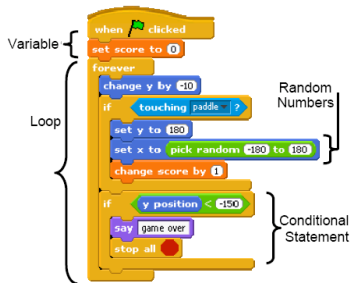 when clicked
Variable
set score to 0
forever
change y by -10
Random
Numbers
if touching paddle ?
Loop
set y to 180
set x to pick random -180 to 180
change score by 1
if y position < -150
say game over
Conditional
Statement
stop all